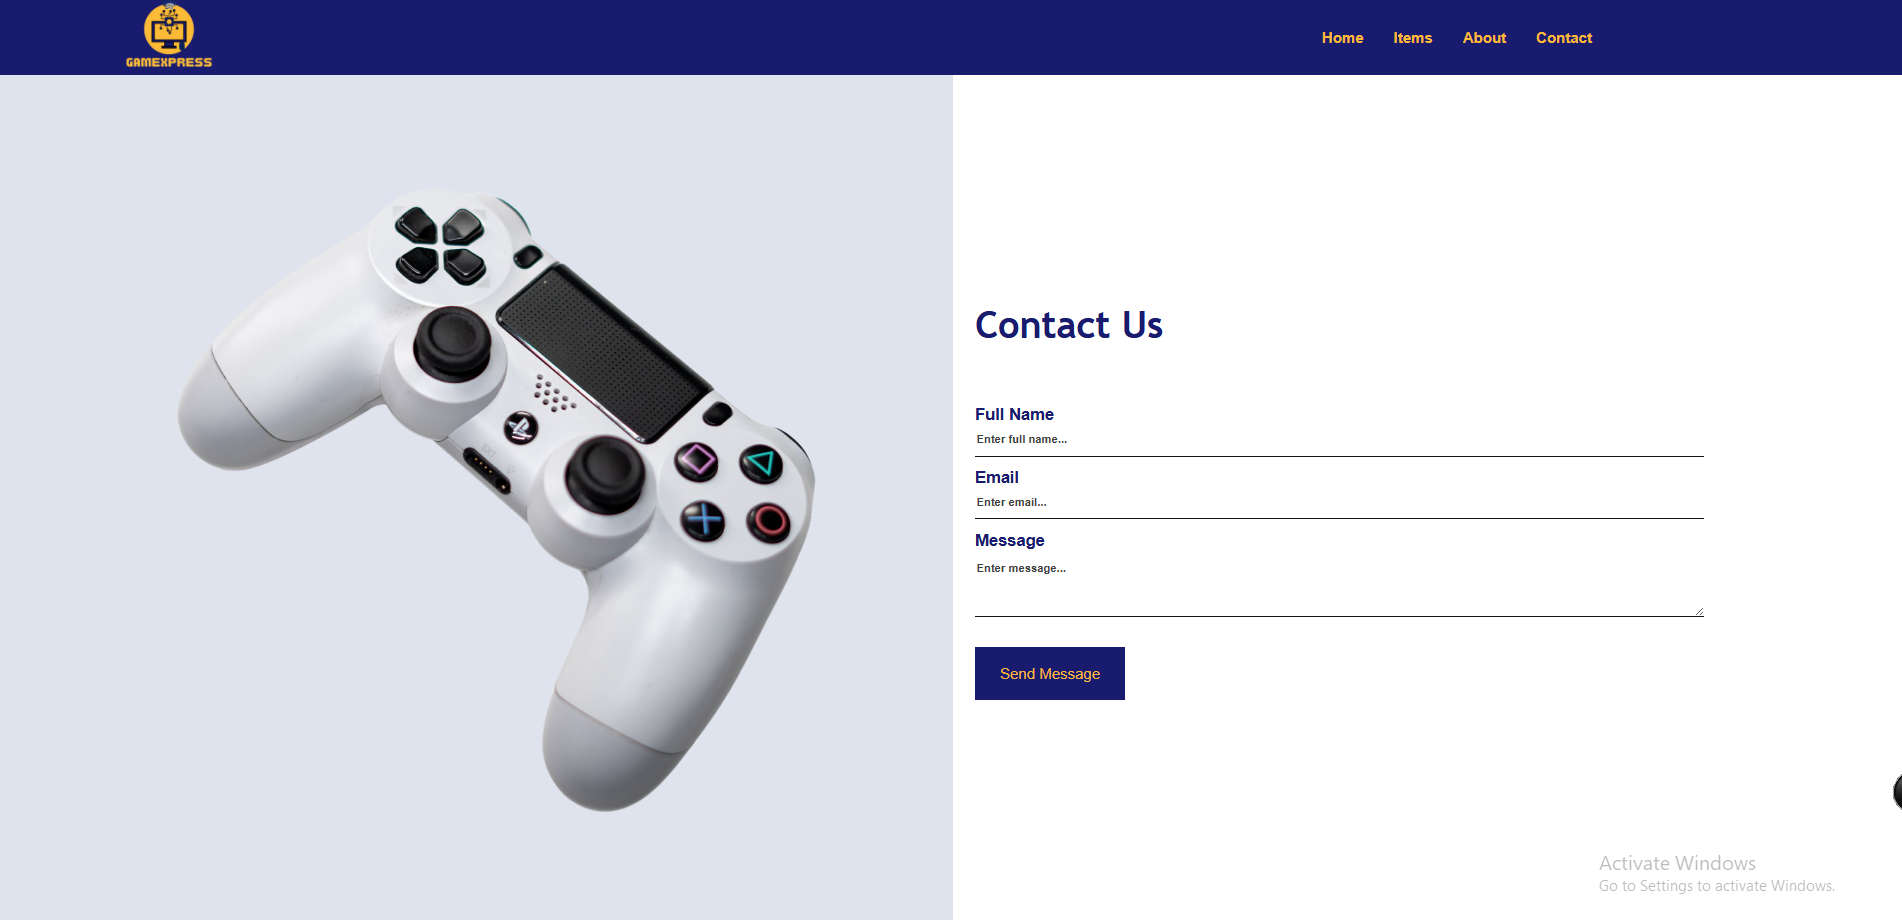 GAMEXPRESS
Home Items About Contact
Contact Us
Full Name
Enter full name...
Email
Enter email...
Message
Enter message...
Send Message
Activate Windows
Go to Settings to activate Windows.